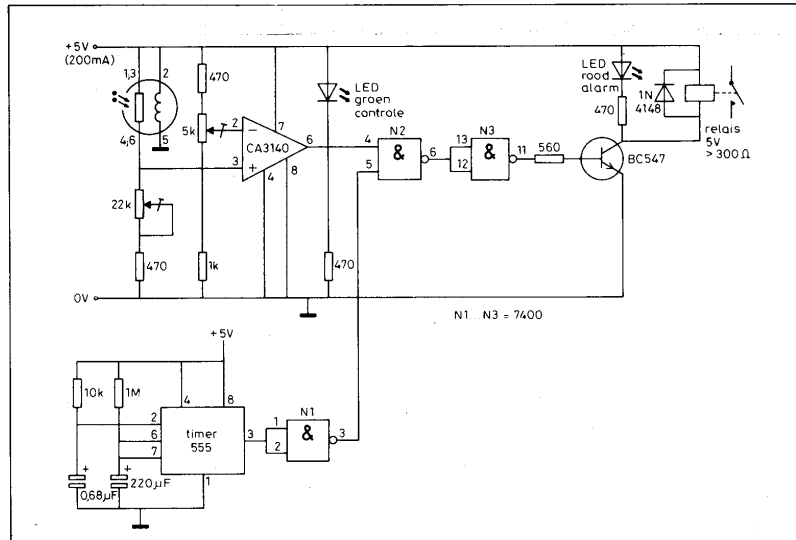 +5V
(200mA)
1,3
2
4;6
5
470
5k
2
3
7
6
CA3140
4
8
LED
groen
controle
4
5
N2
&
6
13
12
N3
&
11
560
LED
rood
alarm
470
1N
4148
BC547
relais
5V
>300Ω
22k
470
1k
470
0V
N1...N3 = 7400
+5V
10k
1M
4
8
2
6
7
timer
555
3
1
N1
1
2
&
3
+
0,68µF
+
220µF